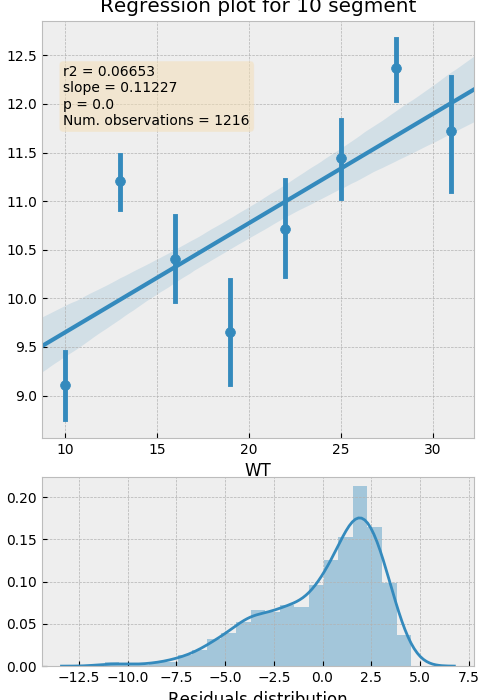 Regression plot for 10 segment
12.5
12.0
11.5
11.0
10.5
10.0
9.5
9.0
r2 = 0.06653
slope = 0.11227
p = 0.0
Num. observations = 1216
10 15 20 25 30
WT
0.20
0.15
0.10
0.05
0.00
−12.5 −10.0 −7.5 −5.0 −2.5 0.0 2.5 5.0 7.5
Residuals distribution